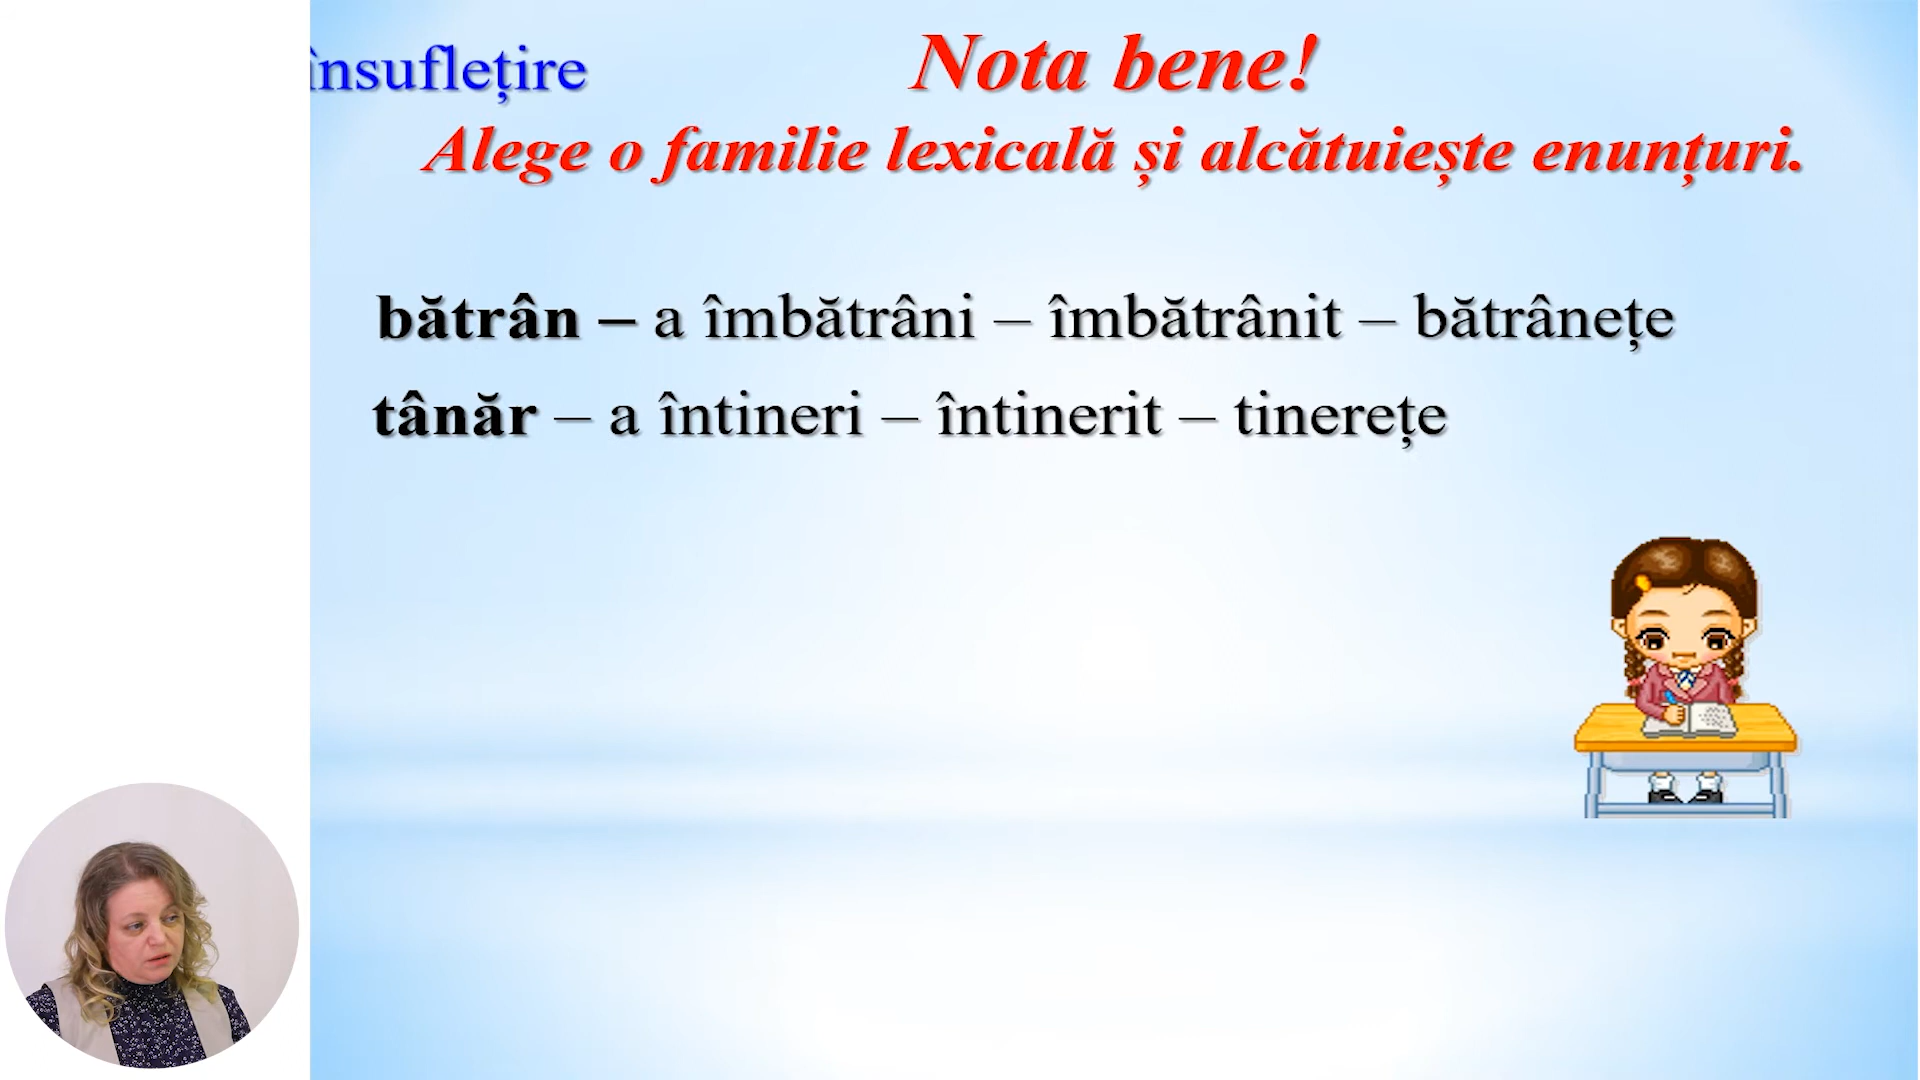 însuflețire
Nota bene!
Alege o familie lexicală și alcătuiește enunțuri.
bătrân – a îmbătrâni – îmbătrânit – bătrânețe
tânăr – a întineri – întinerit – tinerețe